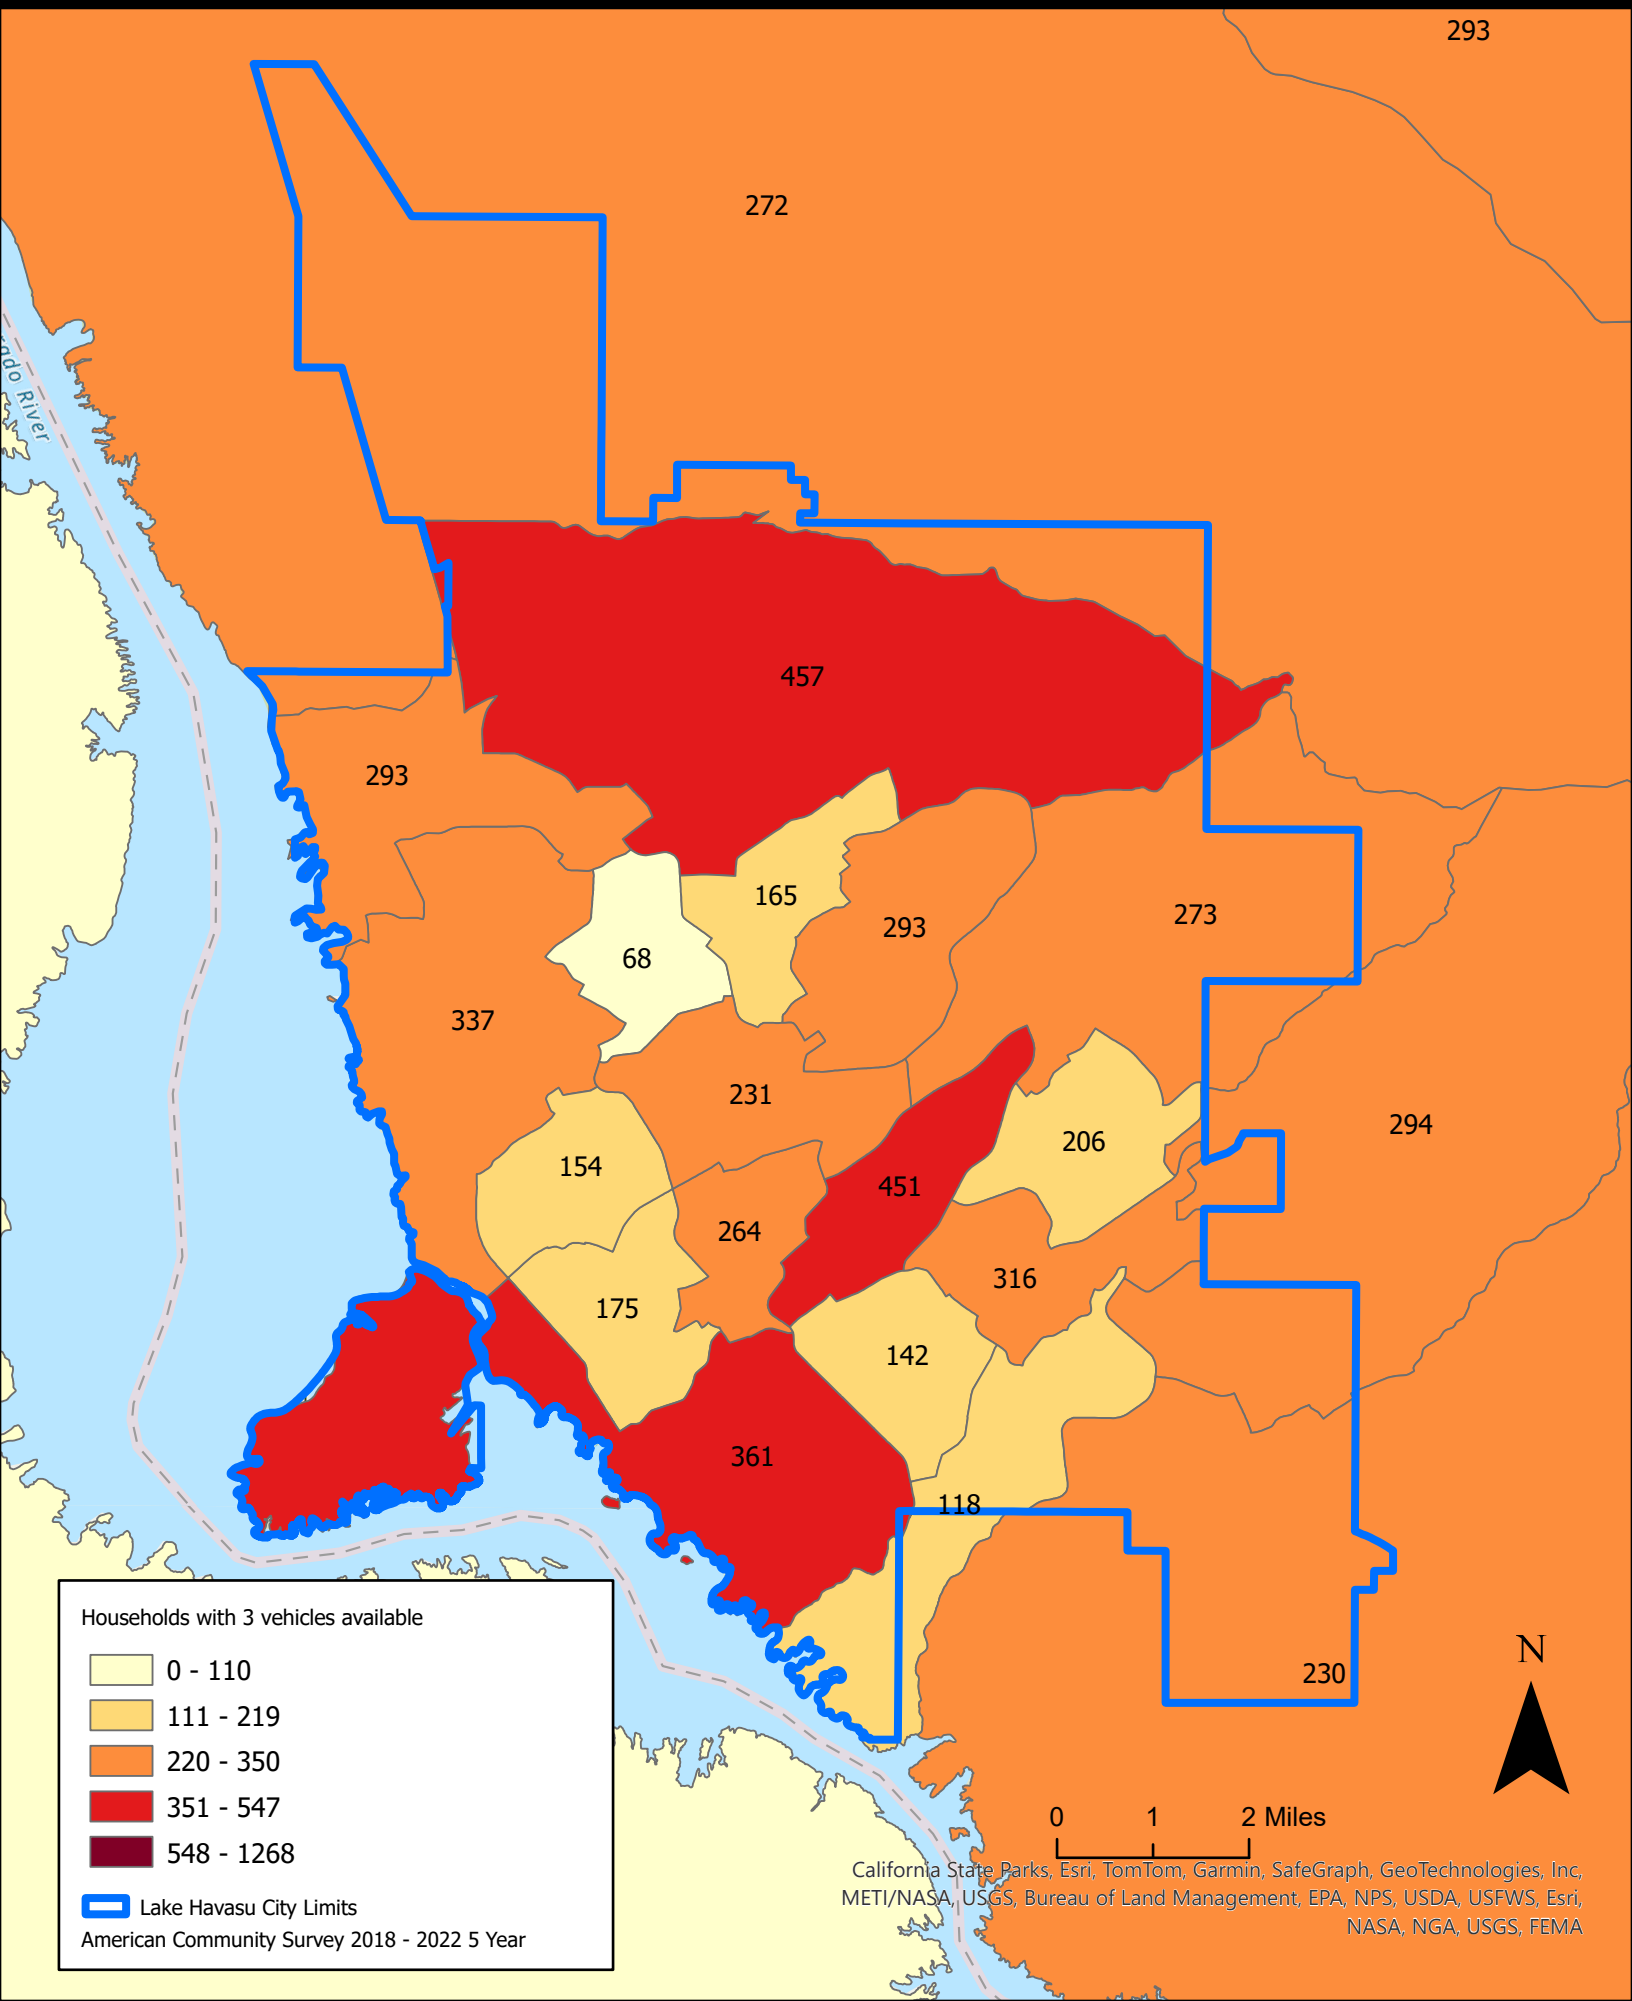 293
272
rado River
457
293
165
273
293
68
337
231
294
206
154
451
264
316
175
142
361
118
230
Households with 3 vehicles available
0 - 110
111 - 219
220 - 350
351 - 547
548 - 1268
Lake Havasu City Limits
American Community Survey 2018 - 2022 5 Year
N
0 1 2 Miles
California State Parks, Esri, TomTom, Garmin, SafeGraph, GeoTechnologies, Inc,
METI/NASA, USGS, Bureau of Land Management, EPA, NPS, USDA, USFWS, Esri,
NASA, NGA, USGS, FEMA